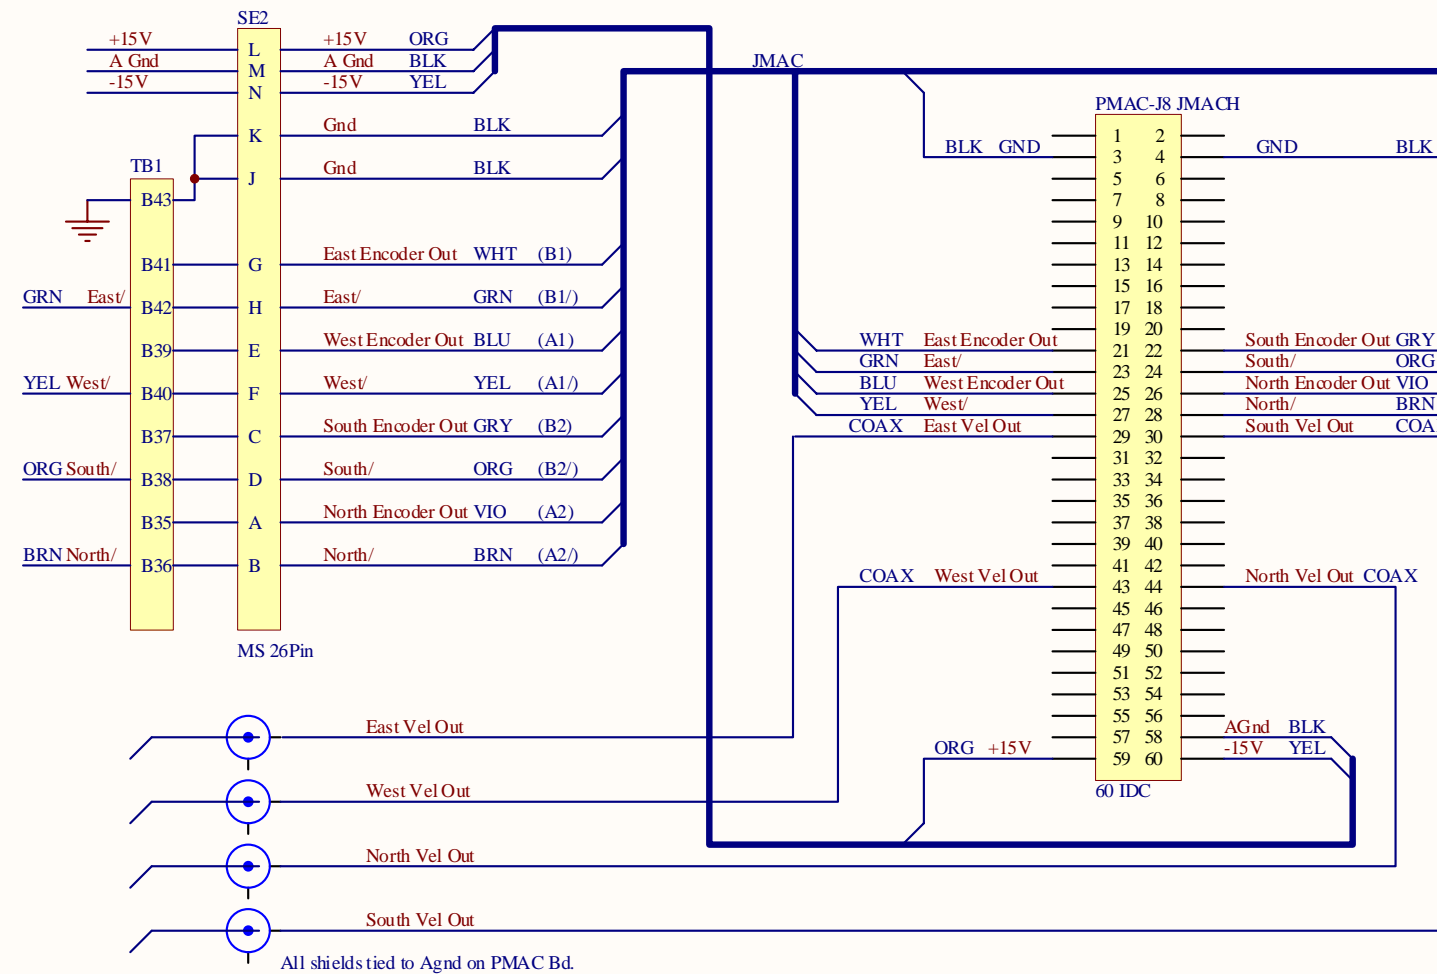 SE2
+15V L +15V ORG
A Gnd M A Gnd BLK
-15V N -15V YEL
JMAC
PMAC-J8 JMACH
K Gnd BLK
1 2
BLK GND 3 4 GND BLK
TB1
J Gnd BLK
5 6
B43
7 8
9 10
11 12
B41 G East Encoder Out WHT (B1)
13 14
15 16
GRN East/ B42 H East/ GRN (B1/)
17 18
19 20
B39 E West Encoder Out BLU (A1)
WHT East Encoder Out 21 22 South Encoder Out GRY
GRN East/ 23 24 South/ ORG
YEL West/ B40 F West/ YEL (A1/)
BLU West Encoder Out 25 26 North Encoder Out VIO
YEL West/ 27 28 North/ BRN
B37 C South Encoder Out GRY (B2)
COAX East Vel Out 29 30 South Vel Out COA
31 32
ORG South/ B38 D South/ ORG (B2/)
33 34
35 36
B35 A North Encoder Out VIO (A2)
37 38
39 40
BRN North/ B36 B North/ BRN (A2/)
41 42
COAX West Vel Out 43 44 North Vel Out COAX
45 46
47 48
MS 26Pin
49 50
51 52
53 54
55 56
East Vel Out
57 58 AGnd BLK
ORG +15V 59 60 -15V YEL
60 IDC
West Vel Out
North Vel Out
South Vel Out
All shields tied to Agnd on PMAC Bd.